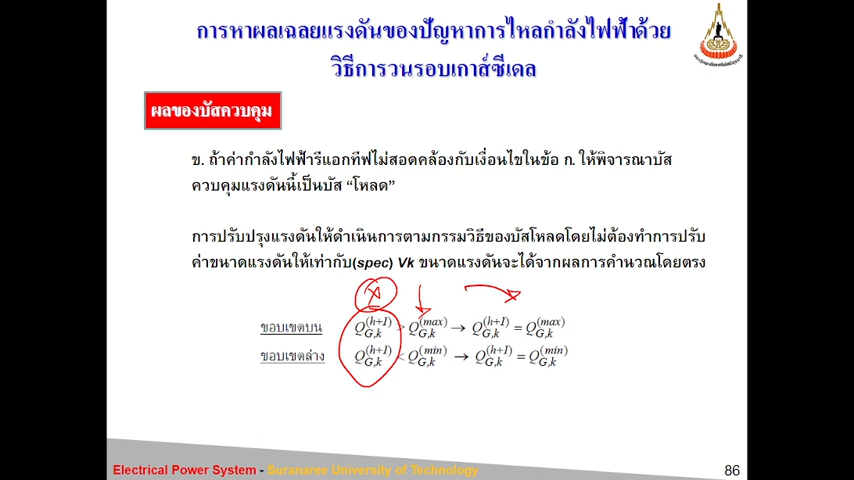 การหาผลเฉลยแรงดันของปัญหาการไหลกำลังไฟฟ้าด้วย
วิธีการวนรอบเกาส์ซีเดล
ผลของบัสควบคุม
ข. ถ้าค่ากำลังไฟฟ้ารีแอกทีฟไม่สอดคล้องกับเงื่อนไขในข้อ ก. ให้พิจารณาบัส
ควบคุมแรงดันนี้เป็นบัส “โหลด”
การปรับปรุงแรงดันให้ดำเนินการตามกรรมวิธีของบัสโหลดโดยไม่ต้องทำการปรับ
ค่าขนาดแรงดันให้เท่ากับ(spec) Vk ขนาดแรงดันจะได้จากผลการคำนวณโดยตรง
ขอบเขตบน Q_{G,k}^{(h+1)} > Q_{G,k}^{(max)} → Q_{G,k}^{(h+1)} = Q_{G,k}^{(max)}
ขอบเขตล่าง Q_{G,k}^{(h+1)} < Q_{G,k}^{(min)} → Q_{G,k}^{(h+1)} = Q_{G,k}^{(min)}
Electrical Power System - Suranaree University of Technology 86